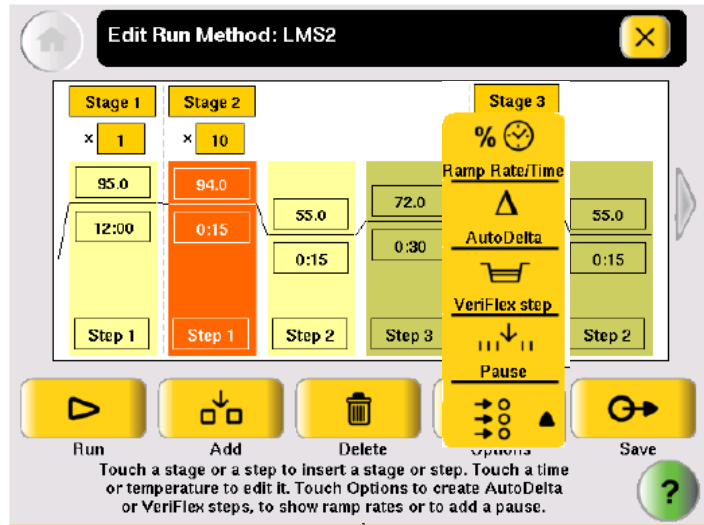 Edit Run Method: LMS2
Stage 1
Stage 2
Stage 3
× 1
× 10
%
Ramp Rate/Time
Δ
AutoDelta
VeriFlex step
Pause
95.0
94.0
55.0
72.0
55.0
12:00
0:15
0:15
0:30
0:15
Step 1
Step 1
Step 2
Step 3
Step 2
Run
Add
Delete
Options
Save
Touch a stage or a step to insert a stage or step. Touch a time
or temperature to edit it. Touch Options to create AutoDelta
or VeriFlex steps, to show ramp rates or to add a pause.
?